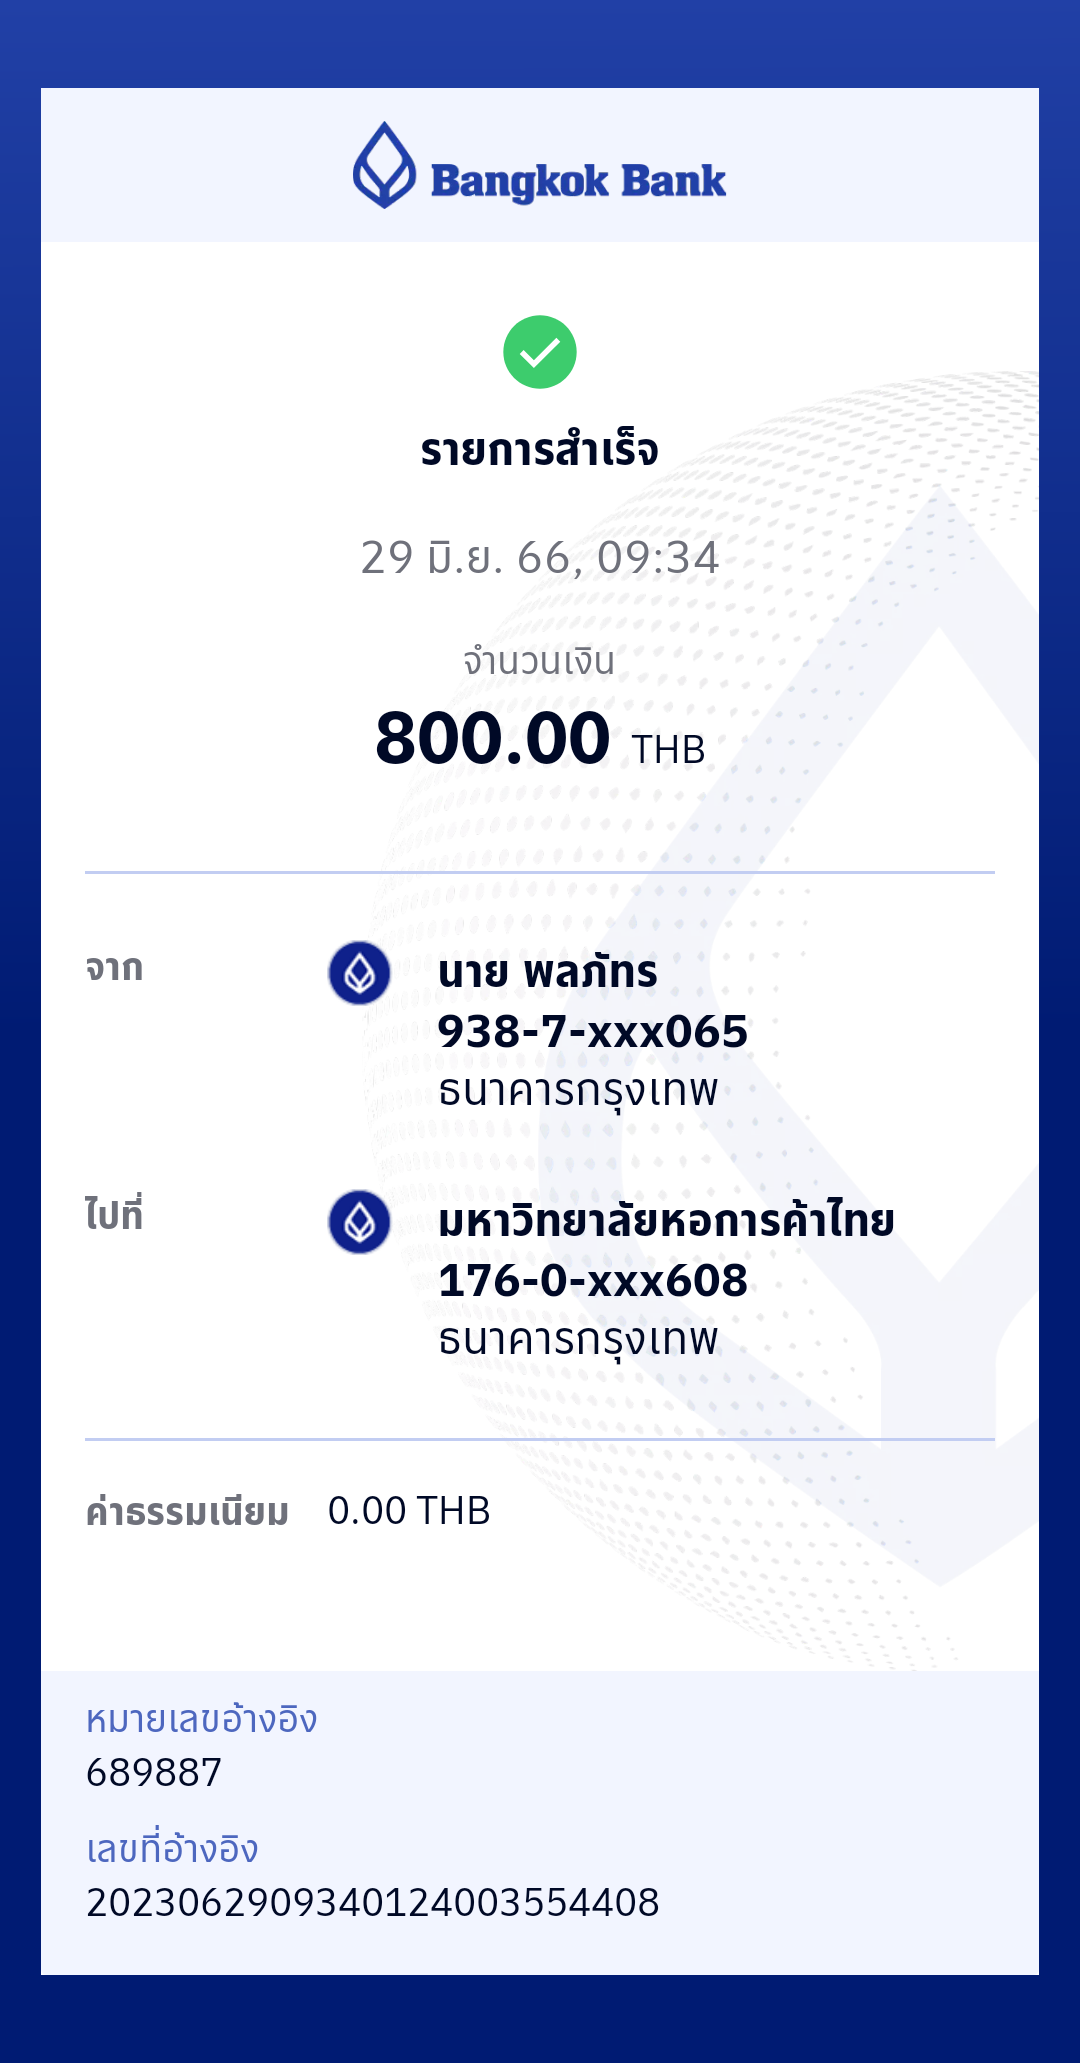 Bangkok Bank
รายการสำเร็จ
29 มิ.ย. 66, 09:34
จำนวนเงิน
800.00 THB
จาก
นาย พลภัทร
938-7-xxx065
ธนาคารกรุงเทพ
ไปที่
มหาวิทยาลัยหอการค้าไทย
176-0-xxx608
ธนาคารกรุงเทพ
ค่าธรรมเนียม 0.00 THB
หมายเลขอ้างอิง
689887
เลขที่อ้างอิง
2023062909340124003554408